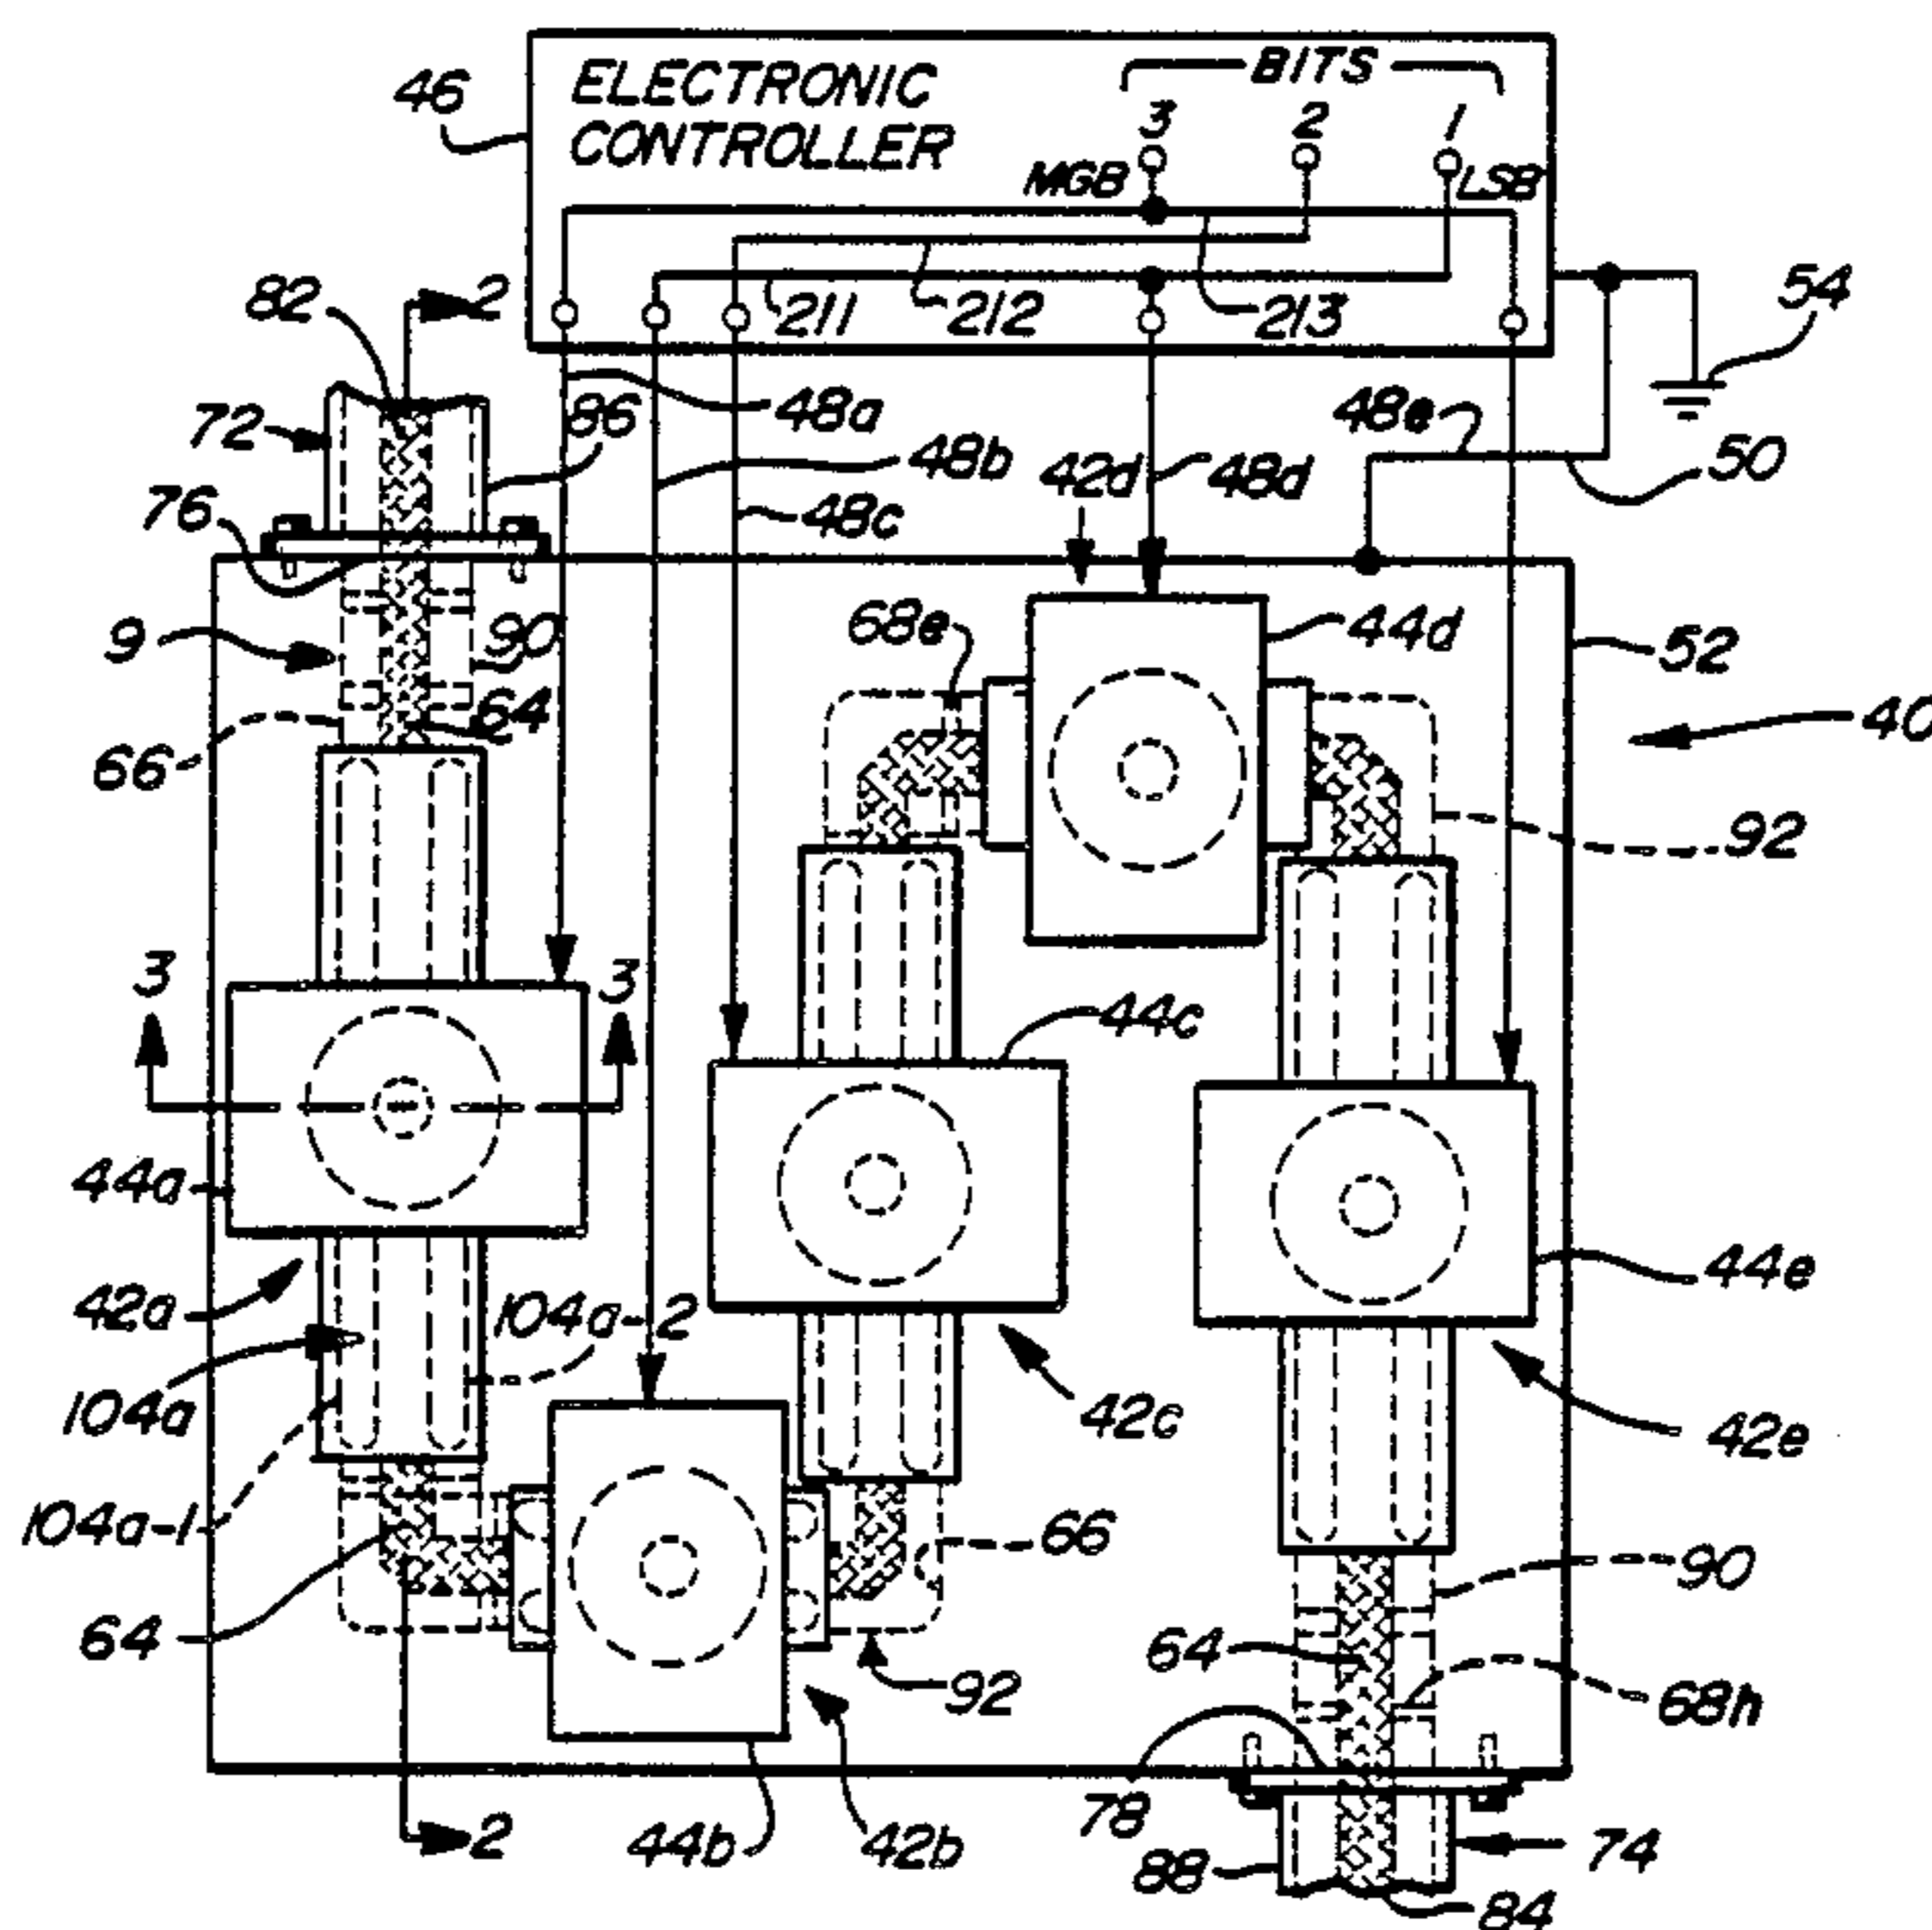 BITS
ELECTRONIC
CONTROLLER
46
3 2 1
MGB
LSB
211
212
213
82
2
54
72
48a
86
48b
42d
48d
48e
50
76
48c
9
90
68e
44d
52
64
40
66
92
3
3
44c
44a
42a
104a-2
44e
104a
42c
42e
104a-1
66
90
64
92
64
68h
2
44b
42b
78
88
74
84